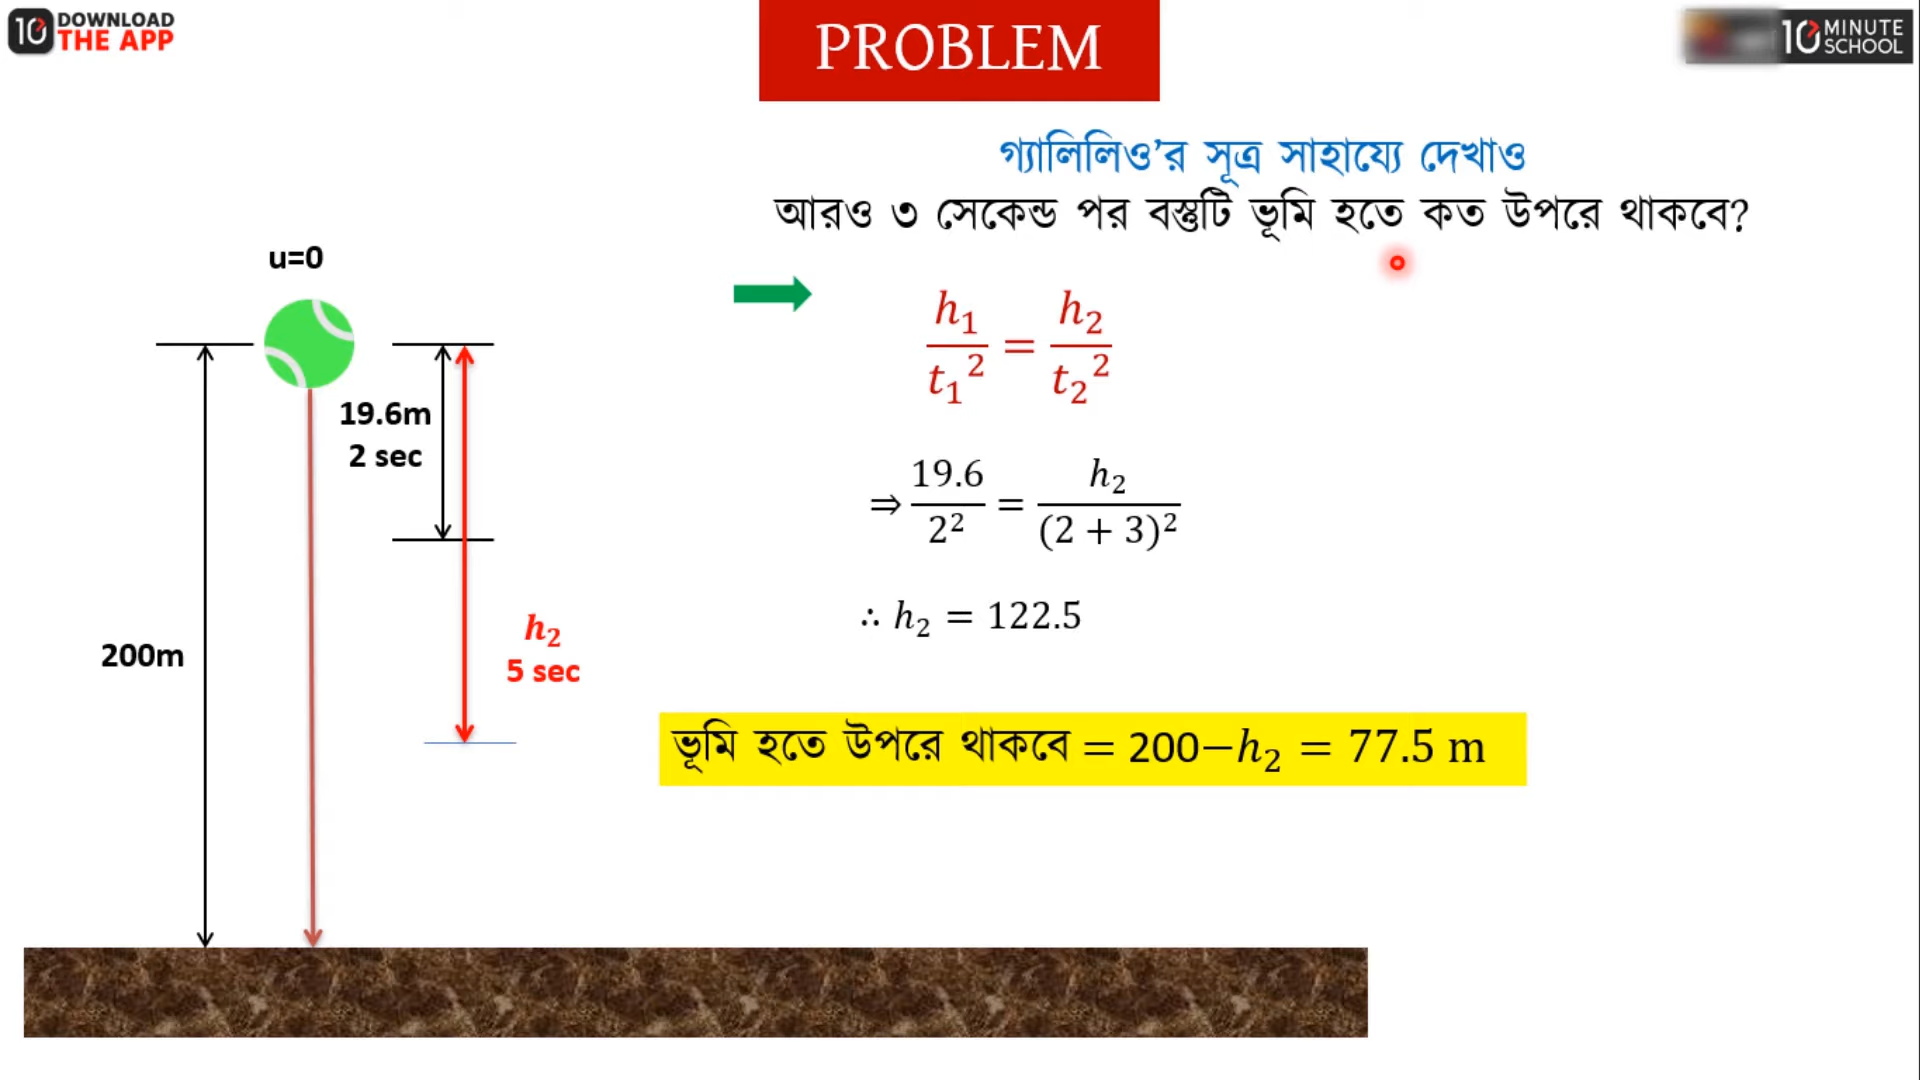 10 DOWNLOAD
THE APP
PROBLEM
10 MINUTE
SCHOOL
গ্যালিলিও’র সূত্র সাহায্যে দেখাও
আরও ৩ সেকেন্ড পর বস্তুটি ভূমি হতে কত উপরে থাকবে?
u=0
19.6m
2 sec
200m
h₂
5 sec
h₁/t₁² = h₂/t₂²
⇒ 19.6/2² = h₂/(2 + 3)²
∴ h₂ = 122.5
ভূমি হতে উপরে থাকবে = 200−h₂ = 77.5 m